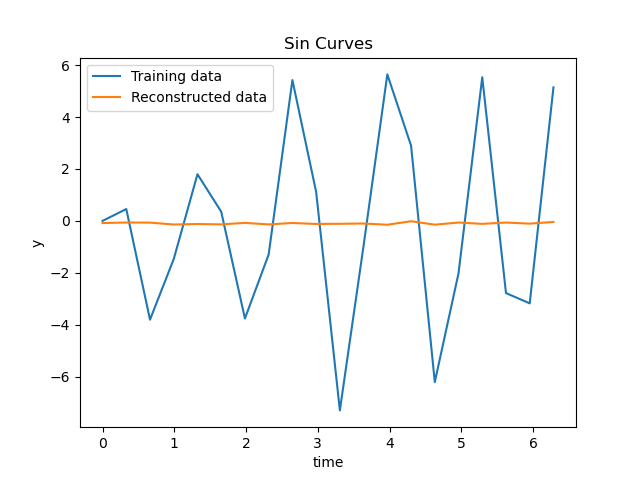 Sin Curves
Training data
Reconstructed data
6
4
2
0
−2
−4
−6
y
0 1 2 3 4 5 6
time